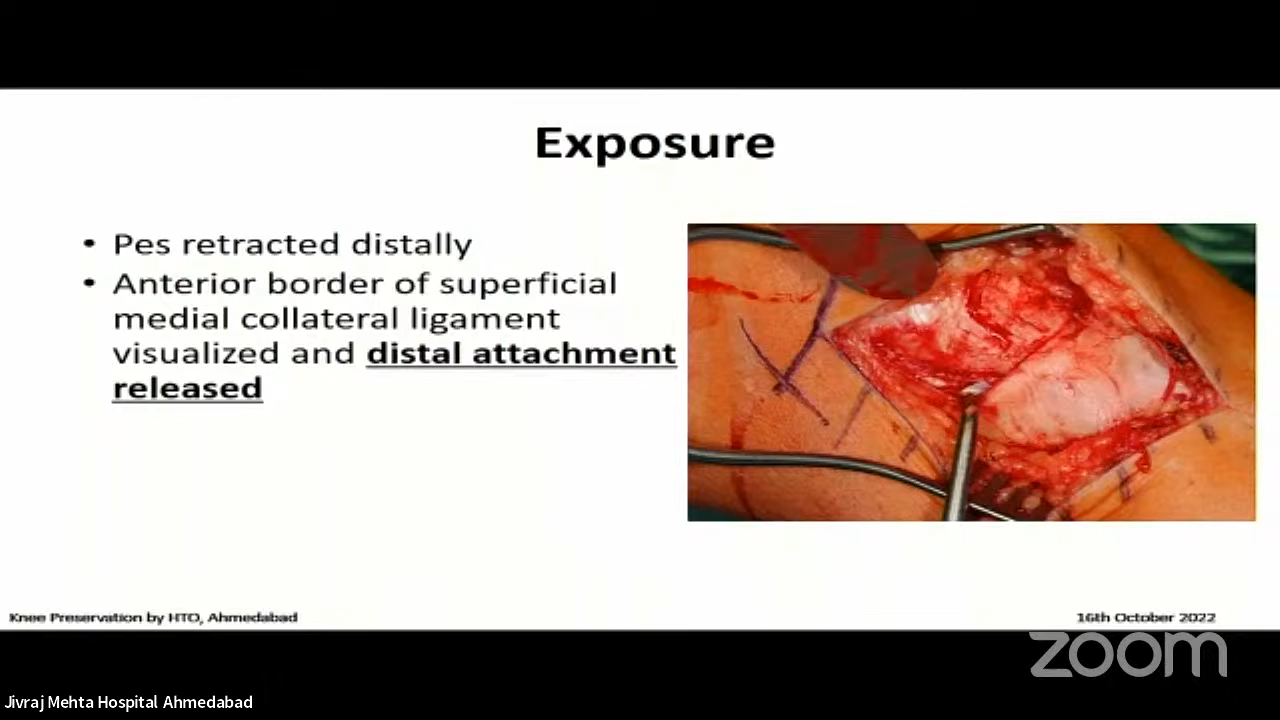 Exposure
• Pes retracted distally
• Anterior border of superficial
medial collateral ligament
visualized and distal attachment
released
Knee Preservation by HTO, Ahmedabad
16th October 2022
zoom
Jivraj Mehta Hospital Ahmedabad